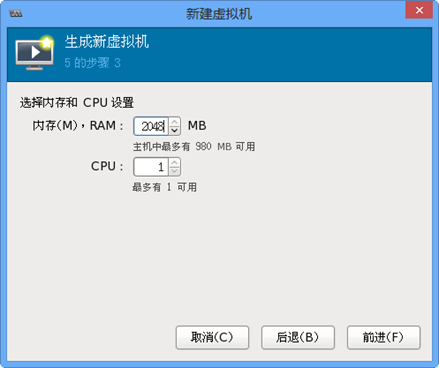 新建虚拟机
生成新虚拟机
5 的步骤 3
选择内存和 CPU 设置
内存(M)，RAM： 2048 MB
主机中最多有 980 MB 可用
CPU： 1
最多有 1 可用
取消(C) 后退(B) 前进(F)